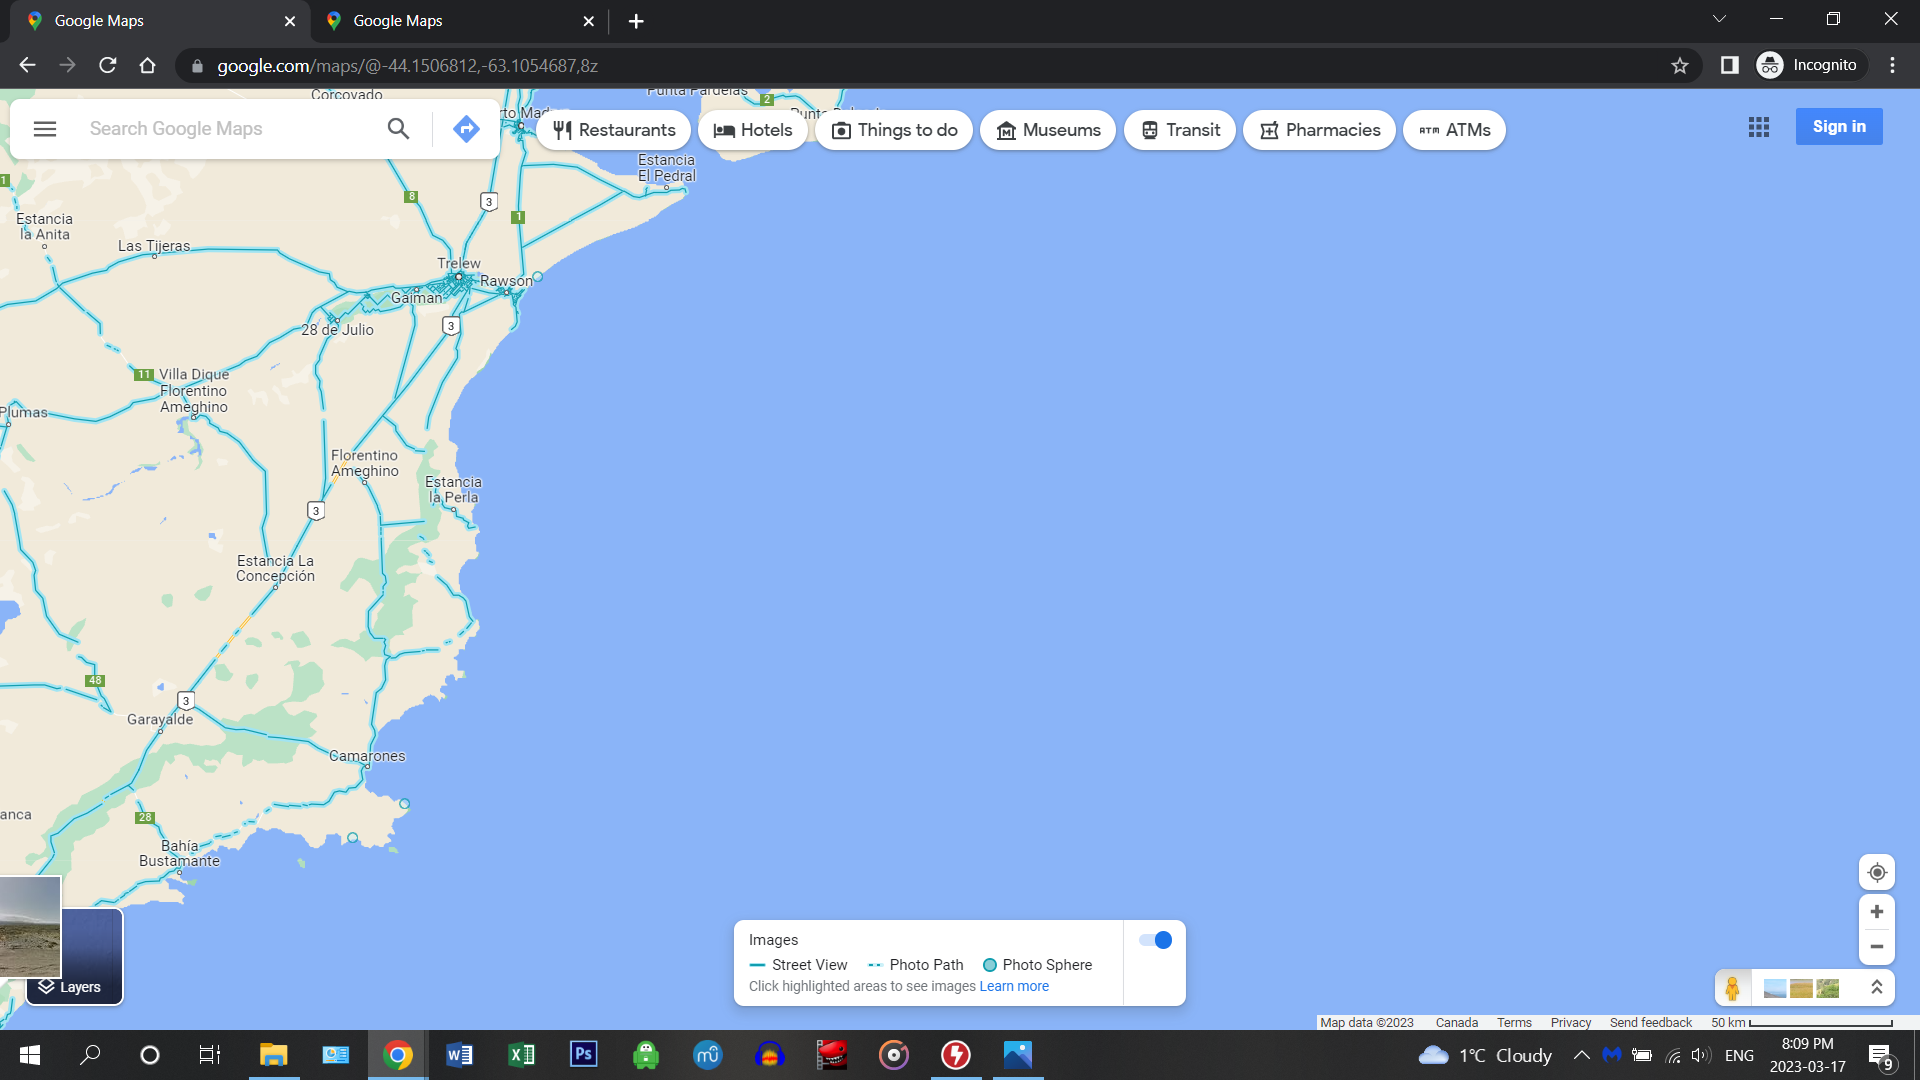 Google Maps
Google Maps
google.com/maps/@-44.1506812,-63.1054687,8z
Incognito
Corcovado
Punta Pardelas
2
Search Google Maps
Restaurants
Hotels
Things to do
Museums
Transit
Pharmacies
ATM
ATMs
Sign in
Estancia
El Pedral
1
8
3
1
Estancia
la Anita
Las Tijeras
Trelew
Rawson
Gaiman
28 de Julio
3
11
Villa Dique
Florentino
Ameghino
Plumas
Florentino
Ameghino
Estancia
la Perla
3
Estancia La
Concepción
48
3
Garayalde
Camarones
anca
28
Bahía
Bustamante
Layers
Images
Street View
Photo Path
Photo Sphere
Click highlighted areas to see images Learn more
Map data ©2023
Canada
Terms
Privacy
Send feedback
50 km
1°C Cloudy
ENG
8:09 PM
2023-03-17
9